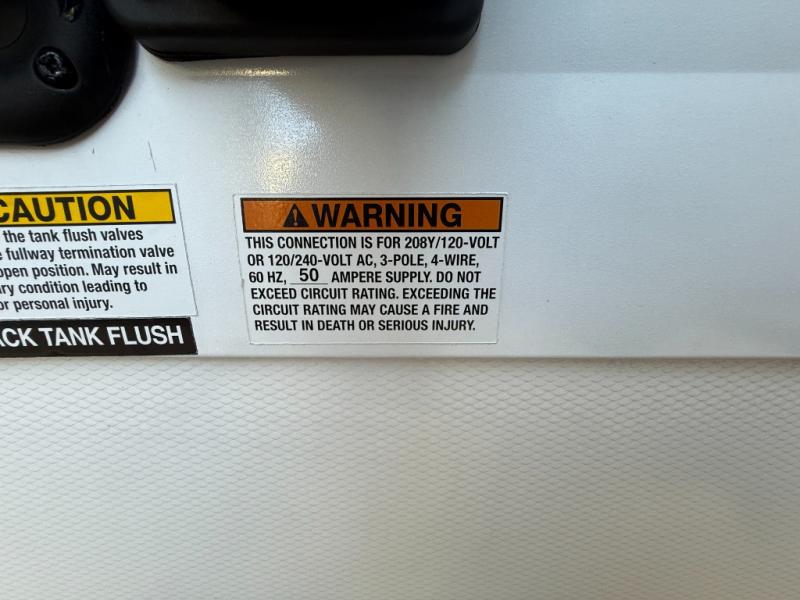 CAUTION
the tank flush valves
fullway termination valve
open position. May result in
condition leading to
or personal injury.
TANK FLUSH
WARNING
THIS CONNECTION IS FOR 208Y/120-VOLT
OR 120/240-VOLT AC, 3-POLE, 4-WIRE,
60 HZ, 50 AMPERE SUPPLY. DO NOT
EXCEED CIRCUIT RATING. EXCEEDING THE
CIRCUIT RATING MAY CAUSE A FIRE AND
RESULT IN DEATH OR SERIOUS INJURY.